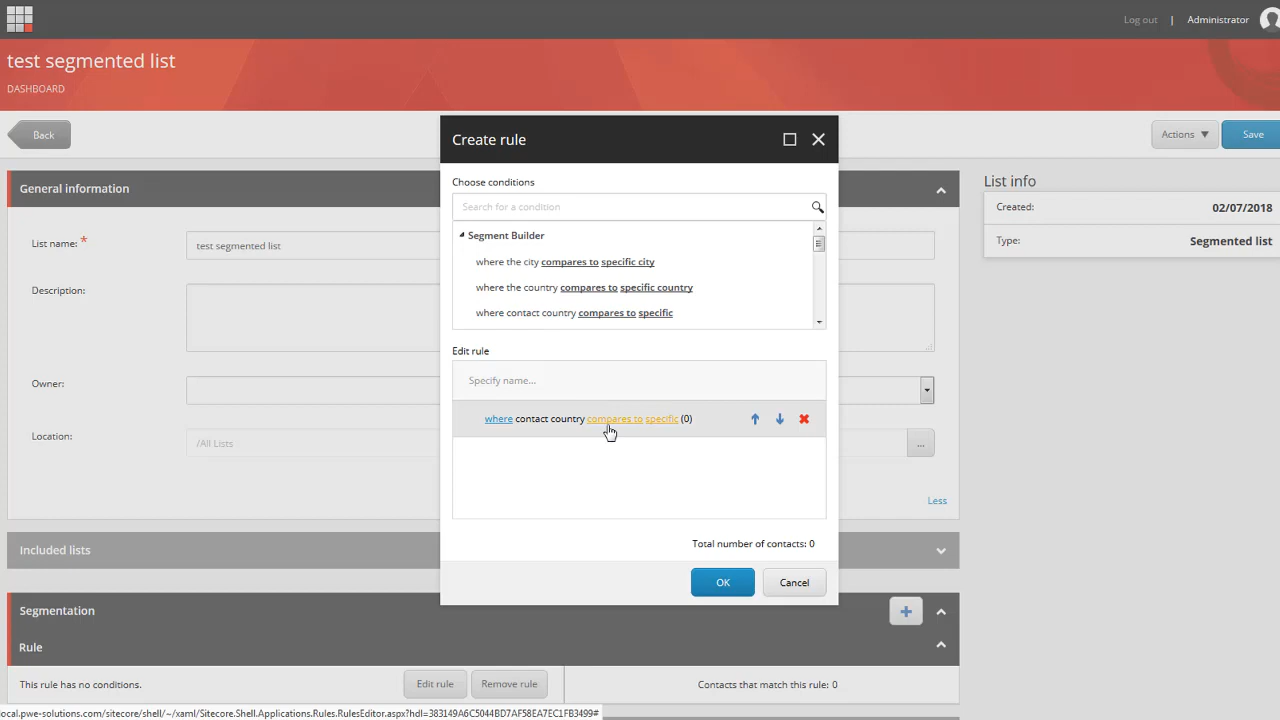 Log out | Administrator
test segmented list
DASHBOARD
Back
Actions ▼
Save
Create rule
General information
List info
Created: 02/07/2018
Type: Segmented list
List name: *
test segmented list
Description:
Owner:
Location:
/All Lists
...
Less
Choose conditions
Search for a condition
Segment Builder
where the city compares to specific city
where the country compares to specific country
where contact country compares to specific
Edit rule
Specify name...
where contact country compares to specific (0)
Total number of contacts: 0
OK
Cancel
Included lists
Segmentation
Rule
This rule has no conditions.
Edit rule
Remove rule
Contacts that match this rule: 0
local.pwe-solutions.com/sitecore/shell/~/xaml/Sitecore.Shell.Applications.Rules.RulesEditor.aspx?hdl=383149A6C5044BD7AF58EA7EC1FB3499#